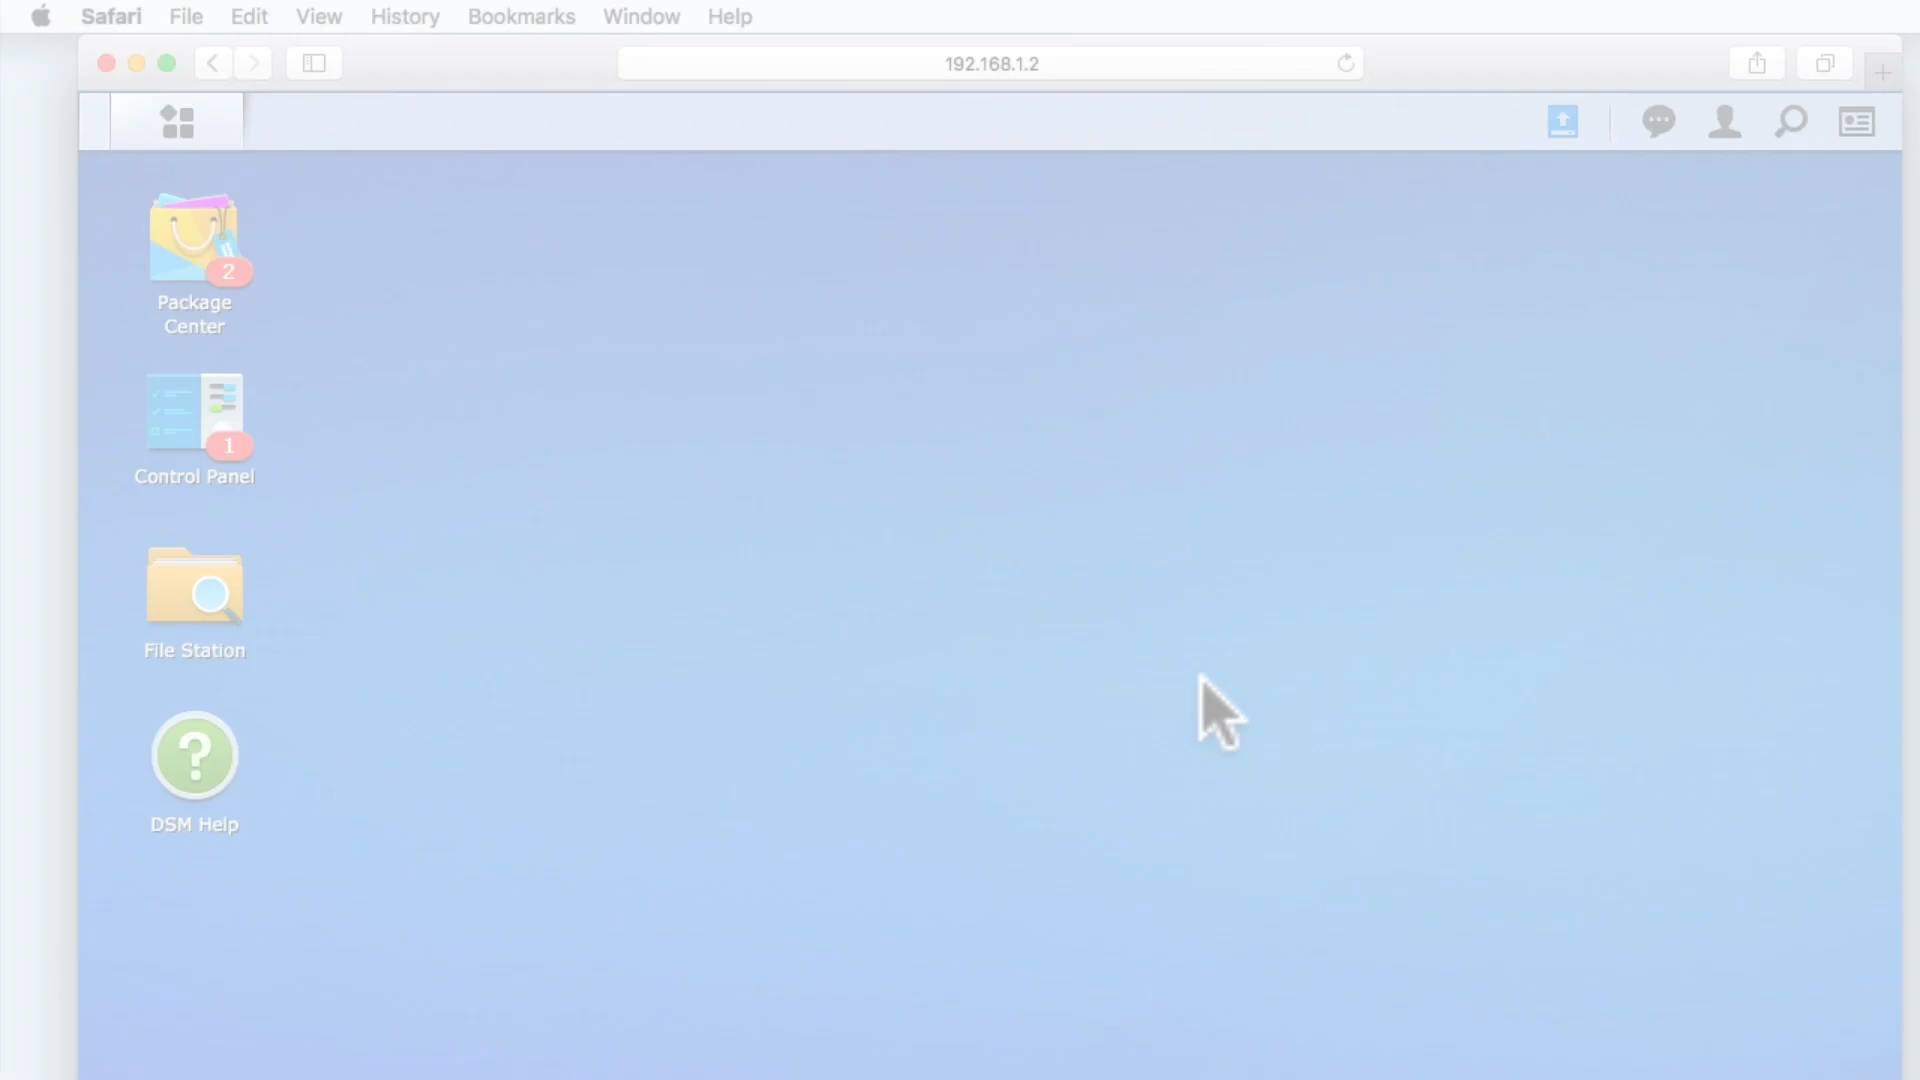 Safari File Edit View History Bookmarks Window Help
192.168.1.2
2
Package
Center
1
Control Panel
File Station
?
DSM Help